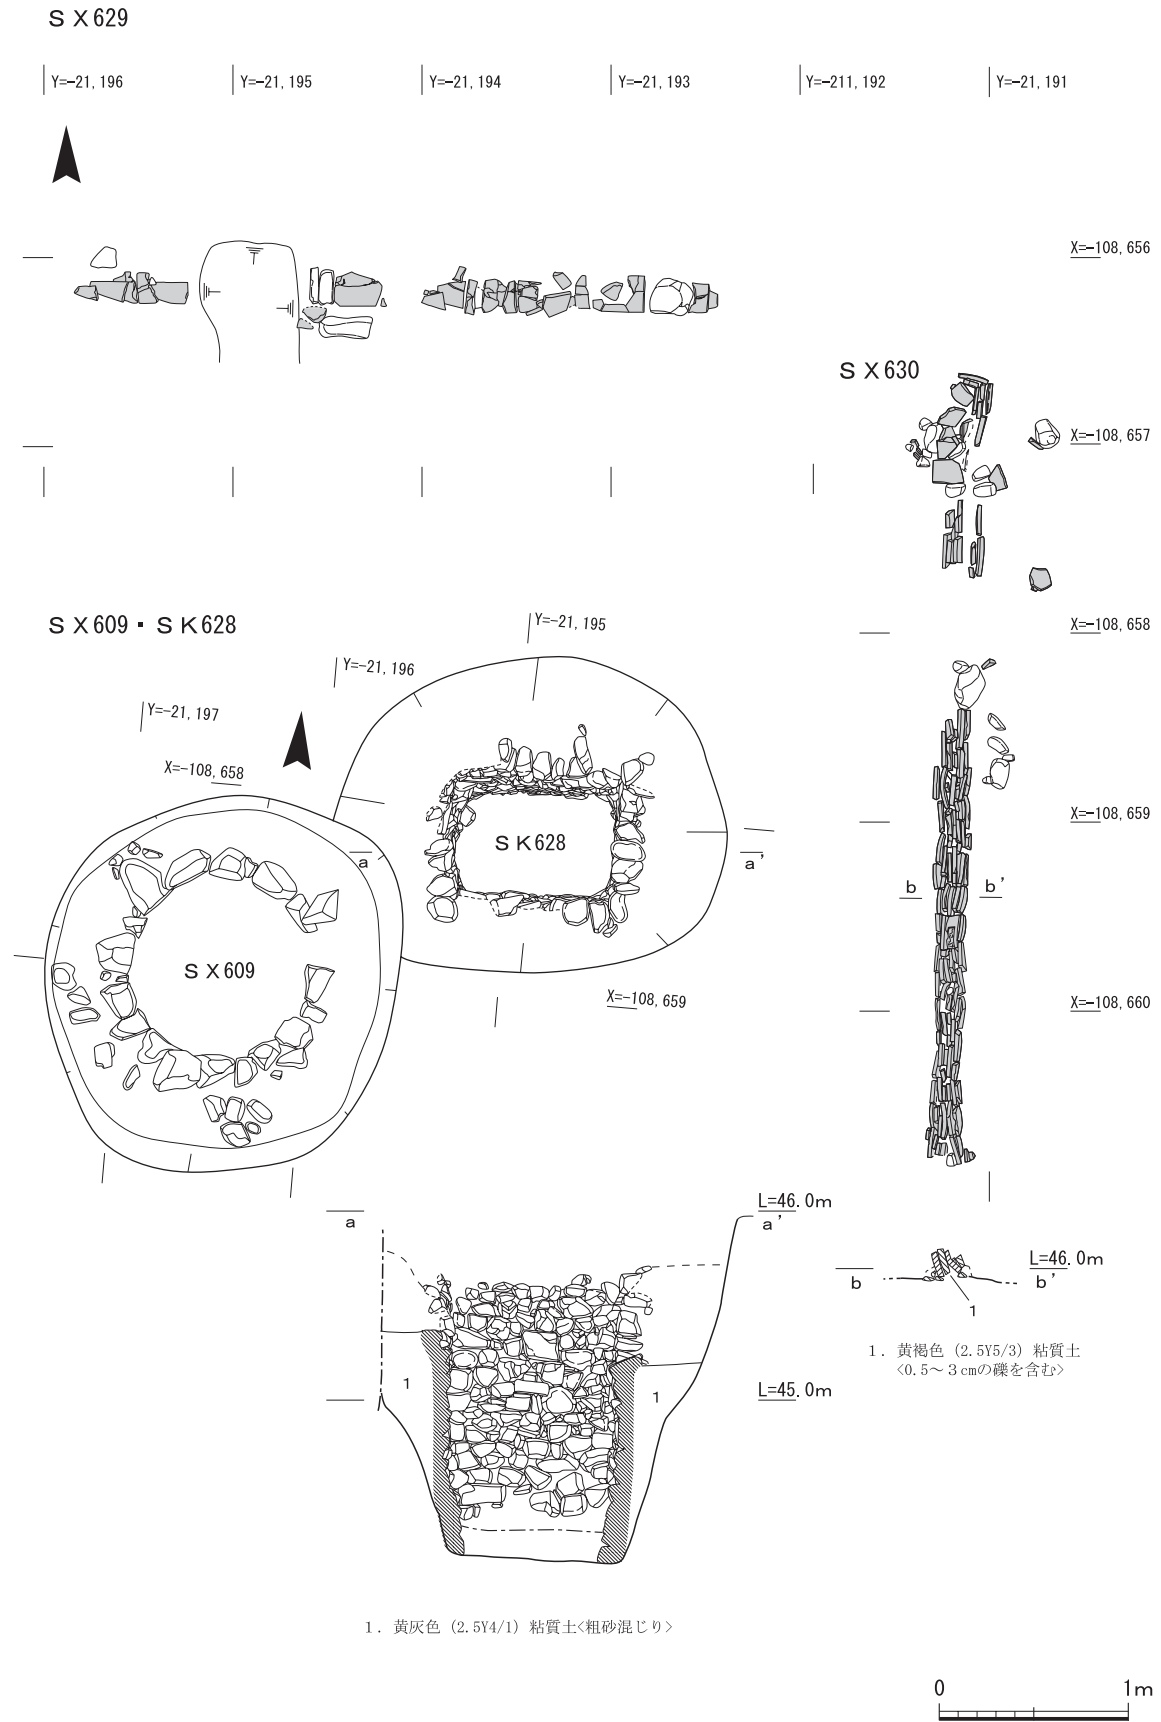 ＳＸ629
Y=-21,196
Y=-21,195
Y=-21,194
Y=-21,193
Y=-211,192
Y=-21,191
X=-108,656
ＳＸ630
X=-108,657
X=-108,658
ＳＸ609・ＳＫ628
Y=-21,195
Y=-21,196
Y=-21,197
X=-108,658
ＳＫ628
a
a’
X=-108,659
b
b’
ＳＸ609
X=-108,659
X=-108,660
L=46.0m
a
a’
L=46.0m
b
b’
1
1．黄褐色（2.5Y5/3）粘質土
<0.5～３cmの礫を含む>
L=45.0m
1
1
1．黄灰色（2.5Y4/1）粘質土<粗砂混じり>
0
1m